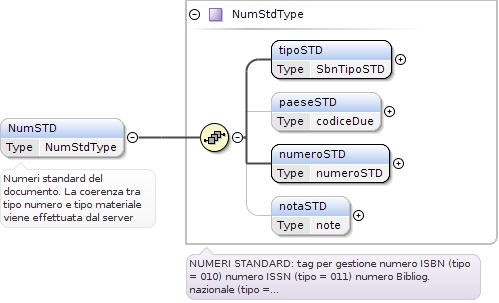 NumStdType
tipoSTD
Type SbnTipoSTD
paeseSTD
Type codiceDue
NumSTD
Type NumStdType
numeroSTD
Type numeroSTD
Numeri standard del
documento. La coerenza tra
tipo numero e tipo materiale
viene effettuata dal server
notaSTD
Type note
NUMERI STANDARD: tag per gestione numero ISBN (tipo
= 010) numero ISSN (tipo = 011) numero Bibliog.
nazionale (tipo =...